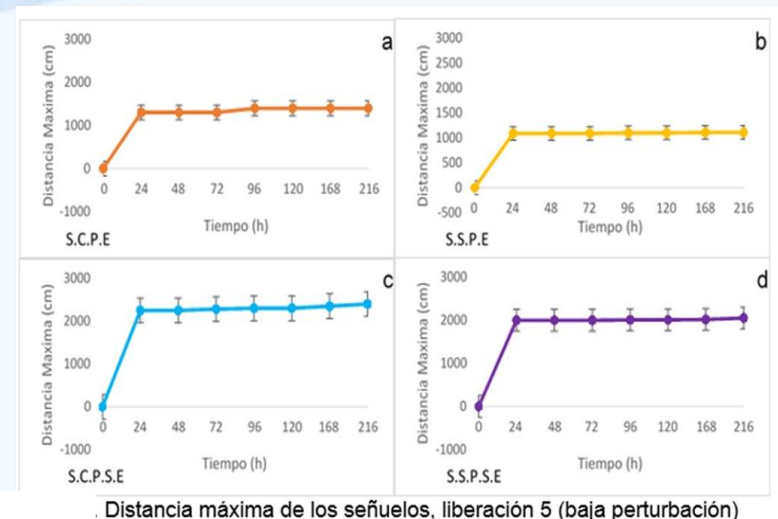 a
Distancia Maxima (cm)
3000
2000
1000
0
-1000
0 24 48 72 96 120 168 216
Tiempo (h)
S.C.P.E
b
Distancia Maxima (cm)
3000
2500
2000
1500
1000
500
0
-500
0 24 48 72 96 120 168 216
Tiempo (h)
S.S.P.E
c
Distancia Maxima (cm)
3000
2000
1000
0
-1000
0 24 48 72 96 120 168 216
Tiempo (h)
S.C.P.S.E
d
Distancia Maxima (cm)
3000
2000
1000
0
-1000
0 24 48 72 96 120 168 216
Tiempo (h)
S.S.P.S.E
. Distancia máxima de los señuelos, liberación 5 (baja perturbación)